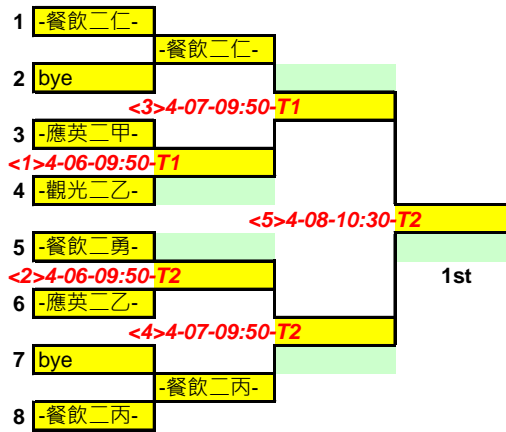 1 -餐飲二仁-
-餐飲二仁-
2 bye
<3>4-07-09:50-T1
3 -應英二甲-
<1>4-06-09:50-T1
4 -觀光二乙-
<5>4-08-10:30-T2
5 -餐飲二勇-
<2>4-06-09:50-T2
1st
6 -應英二乙-
<4>4-07-09:50-T2
7 bye
-餐飲二丙-
8 -餐飲二丙-